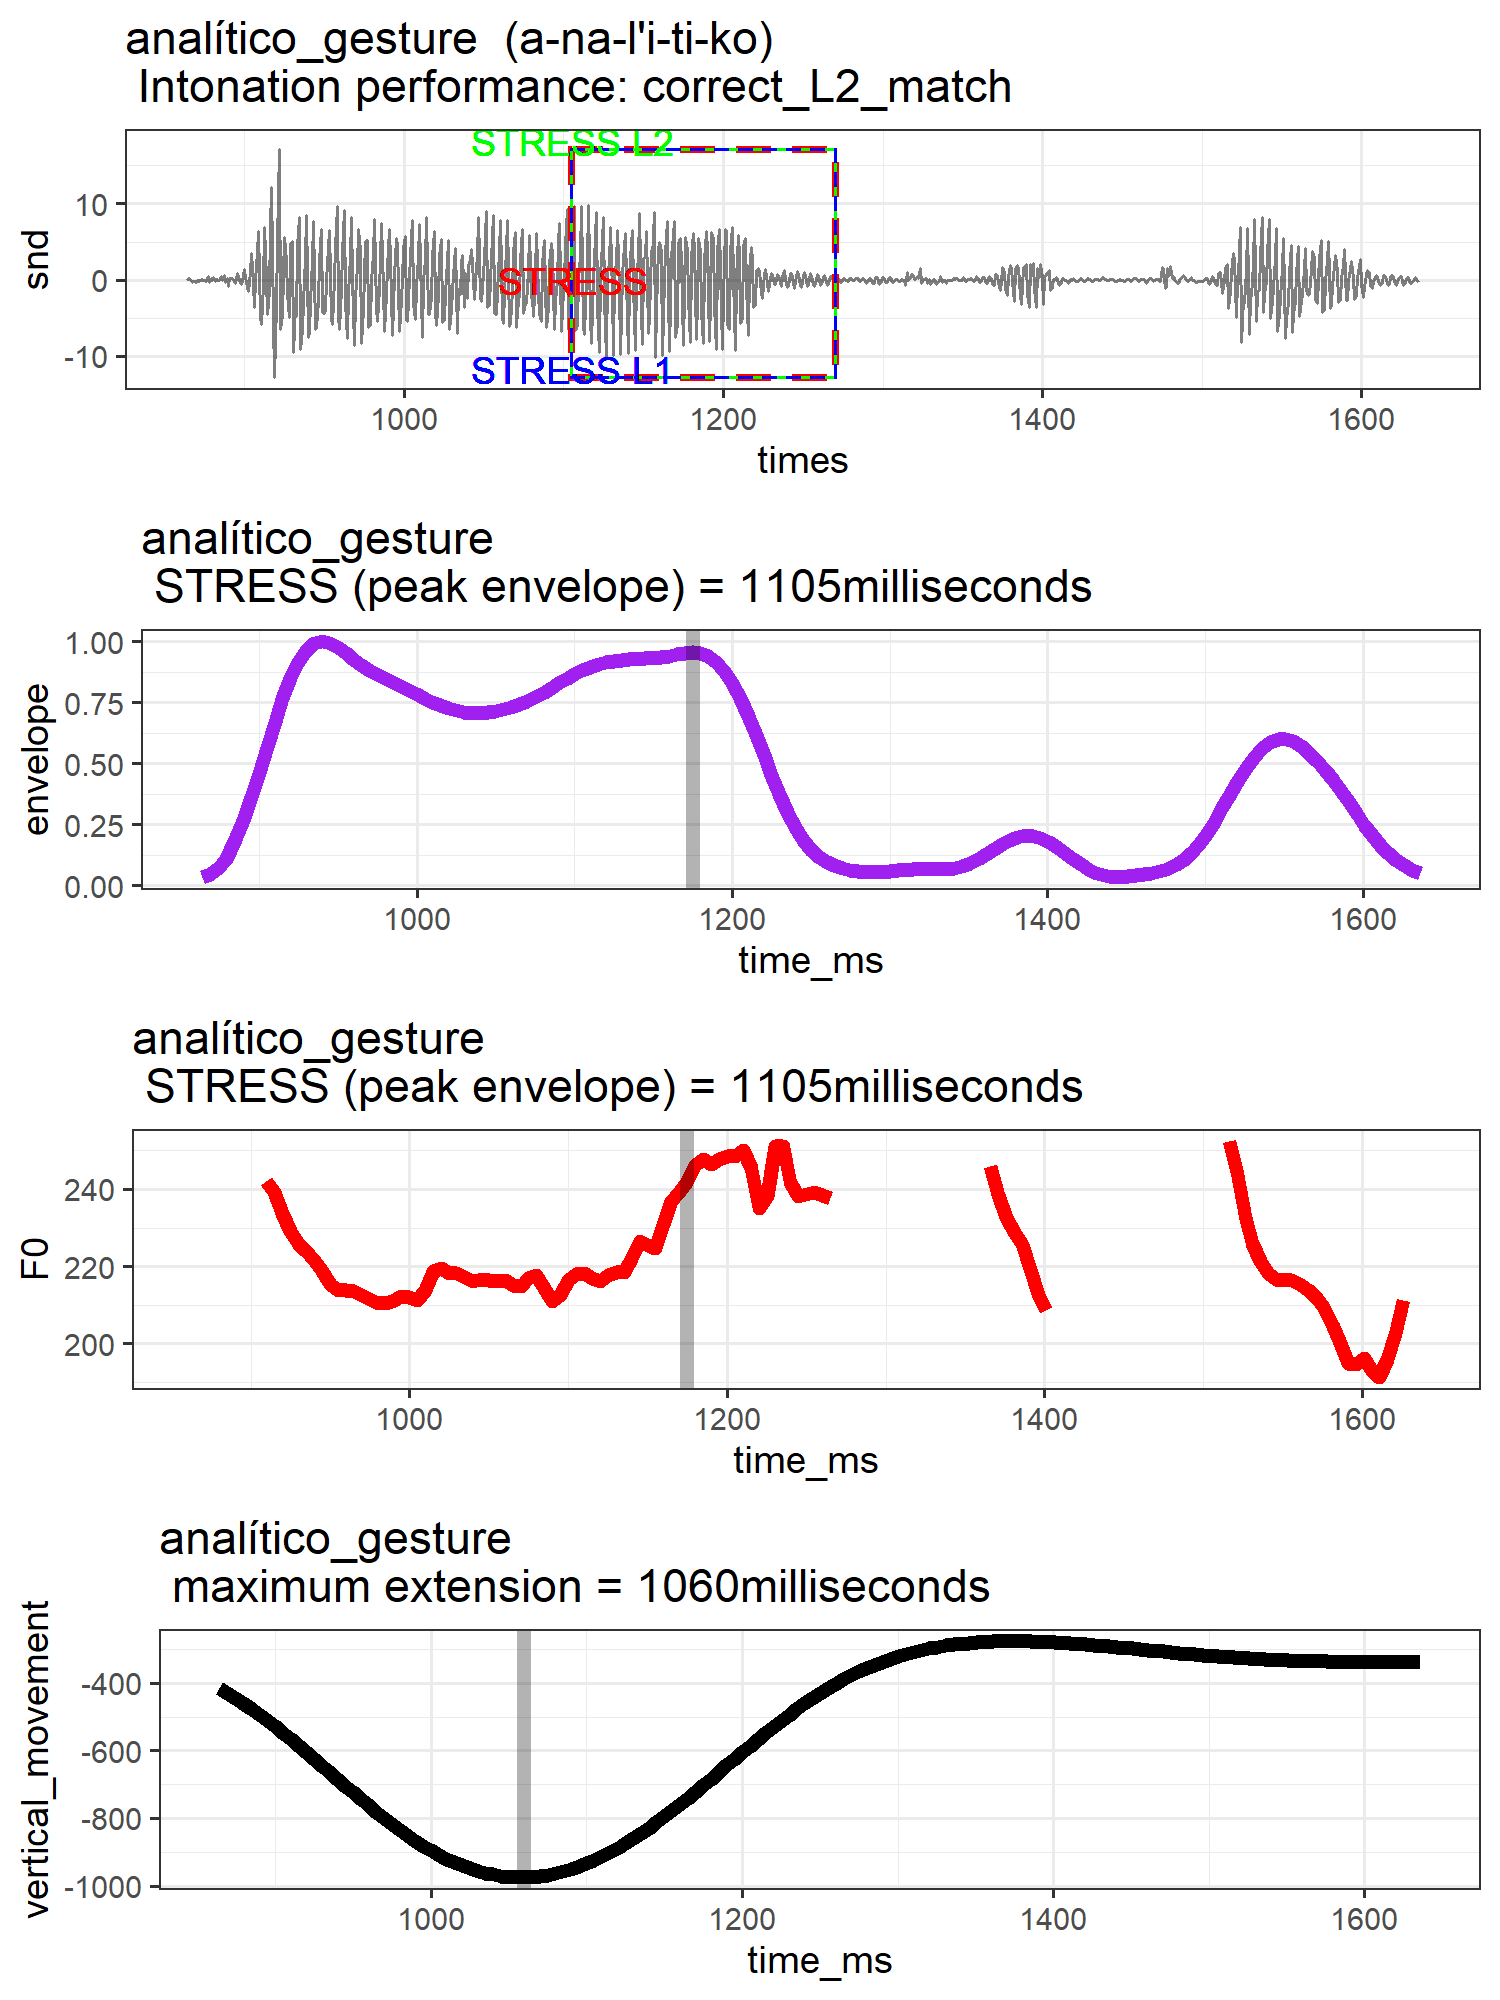 analítico_gesture  (a-na-l'i-ti-ko)
Intonation performance: correct_L2_match
STRESS L2
STRESS
STRESS L1
snd
10
0
-10
1000 1200 1400 1600
times
analítico_gesture
STRESS (peak envelope) = 1105milliseconds
envelope
1.00
0.75
0.50
0.25
0.00
1000 1200 1400 1600
time_ms
analítico_gesture
STRESS (peak envelope) = 1105milliseconds
F0
240
220
200
1000 1200 1400 1600
time_ms
analítico_gesture
maximum extension = 1060milliseconds
vertical_movement
-400
-600
-800
-1000
1000 1200 1400 1600
time_ms